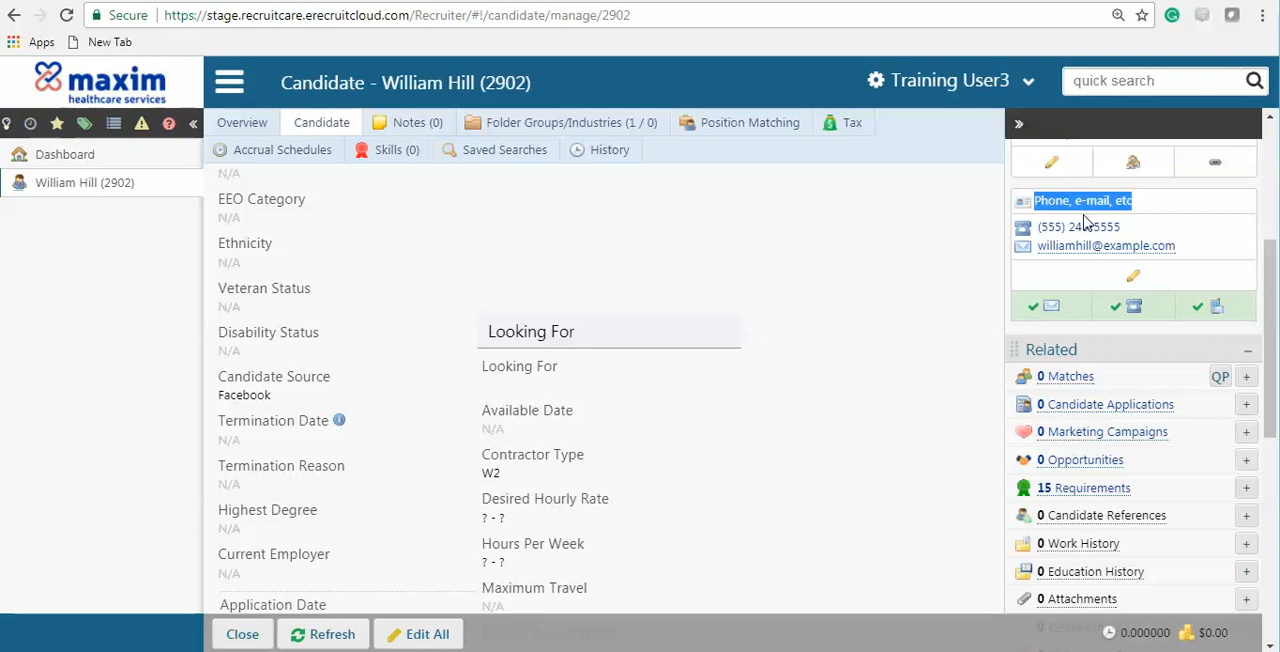 Secure
https://stage.recruitcare.erecruitcloud.com/Recruiter/#!/candidate/manage/2902
Apps New Tab
maxim
healthcare services
Candidate - William Hill (2902)
Training User3
quick search
Overview Candidate Notes (0) Folder Groups/Industries (1 / 0) Position Matching Tax
Accrual Schedules Skills (0) Saved Searches History
Dashboard
William Hill (2902)
N/A
EEO Category
N/A
Ethnicity
N/A
Veteran Status
N/A
Disability Status
N/A
Candidate Source
Facebook
Termination Date
N/A
Termination Reason
N/A
Highest Degree
N/A
Current Employer
N/A
Application Date
Looking For
Looking For
Available Date
N/A
Contractor Type
W2
Desired Hourly Rate
? - ?
Hours Per Week
? - ?
Maximum Travel
N/A
Phone, e-mail, etc
(555) 24 5555
williamhill@example.com
Related
0 Matches QP +
0 Candidate Applications +
0 Marketing Campaigns +
0 Opportunities +
15 Requirements +
0 Candidate References +
0 Work History +
0 Education History +
0 Attachments +
Close Refresh Edit All
0.000000 $0.00